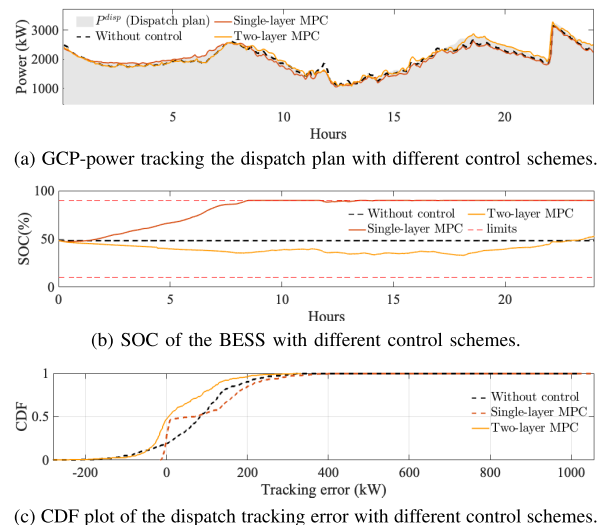 P^disp (Dispatch plan) Single-layer MPC
Without control Two-layer MPC
Power (kW)
3000
2000
1000
5 10 15 20
Hours
(a) GCP-power tracking the dispatch plan with different control schemes.
SOC(%)
100
50
0
Without control Two-layer MPC
Single-layer MPC limits
0 5 10 15 20
Hours
(b) SOC of the BESS with different control schemes.
CDF
1
0.5
0
Without control
Single-layer MPC
Two-layer MPC
-200 0 200 400 600 800 1000
Tracking error (kW)
(c) CDF plot of the dispatch tracking error with different control schemes.